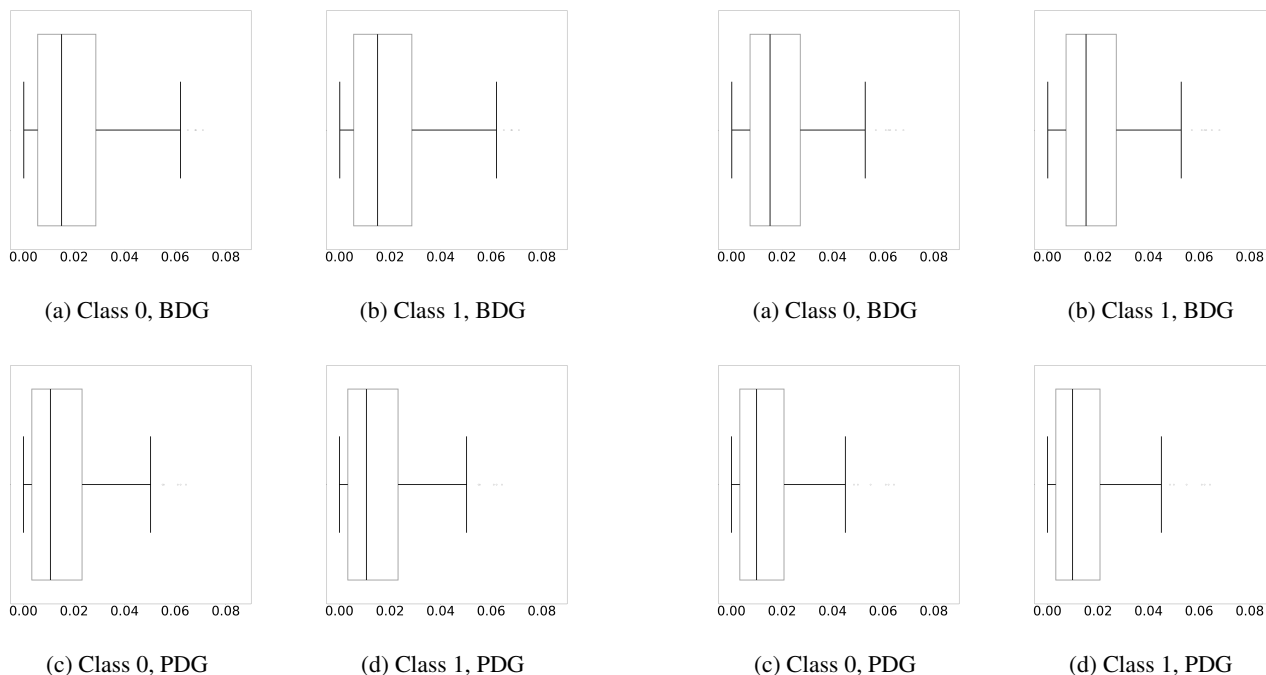 0.00 0.02 0.04 0.06 0.08 0.00 0.02 0.04 0.06 0.08 0.00 0.02 0.04 0.06 0.08 0.00 0.02 0.04 0.06 0.08
(a) Class 0, BDG (b) Class 1, BDG (a) Class 0, BDG (b) Class 1, BDG
0.00 0.02 0.04 0.06 0.08 0.00 0.02 0.04 0.06 0.08 0.00 0.02 0.04 0.06 0.08 0.00 0.02 0.04 0.06 0.08
(c) Class 0, PDG (d) Class 1, PDG (c) Class 0, PDG (d) Class 1, PDG